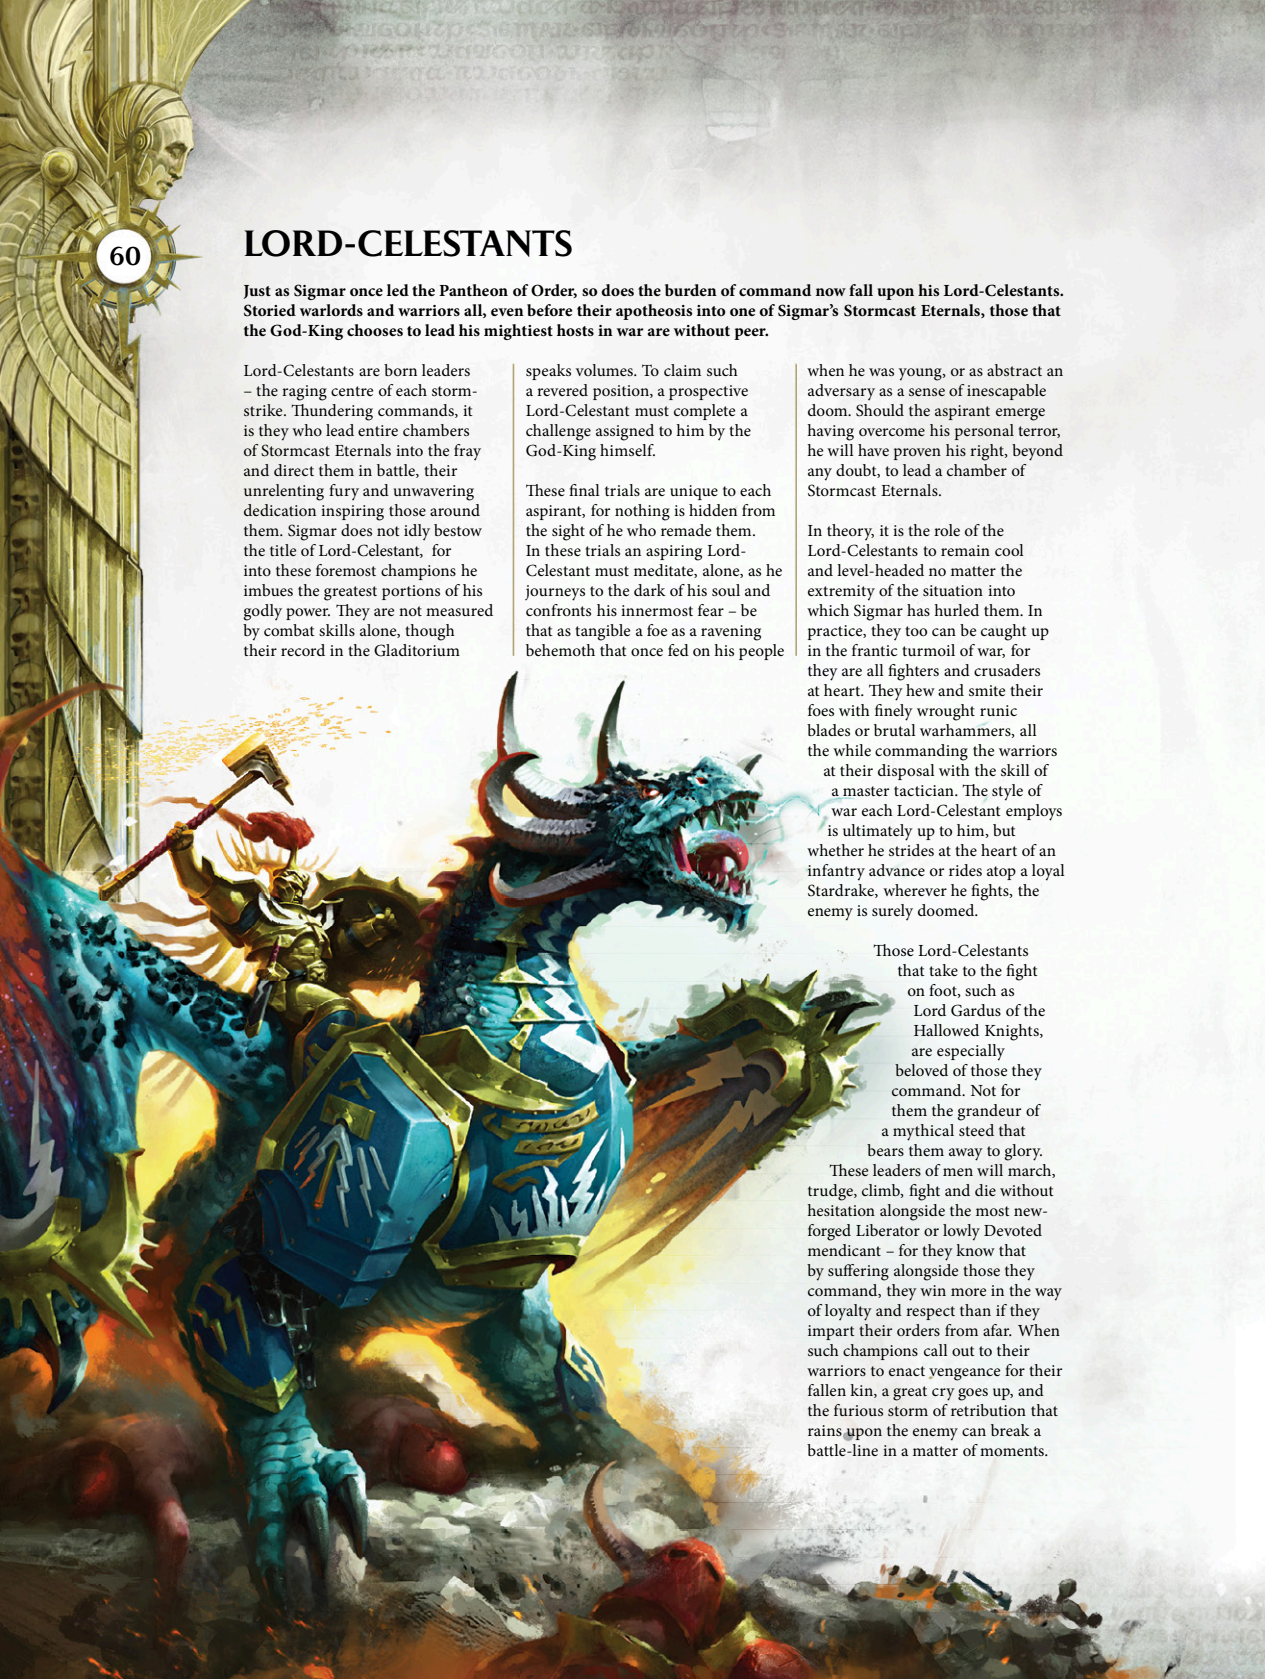 60
LORD-CELESTANTS
Just as Sigmar once led the Pantheon of Order, so does the burden of command now fall upon his Lord-Celestants.
Storied warlords and warriors all, even before their apotheosis into one of Sigmar’s Stormcast Eternals, those that
the God-King chooses to lead his mightiest hosts in war are without peer.
Lord-Celestants are born leaders
– the raging centre of each storm-
strike. Thundering commands, it
is they who lead entire chambers
of Stormcast Eternals into the fray
and direct them in battle, their
unrelenting fury and unwavering
dedication inspiring those around
them. Sigmar does not idly bestow
the title of Lord-Celestant, for
into these foremost champions he
imbues the greatest portions of his
godly power. They are not measured
by combat skills alone, though
their record in the Gladitorium
speaks volumes. To claim such
a revered position, a prospective
Lord-Celestant must complete a
challenge assigned to him by the
God-King himself.
These final trials are unique to each
aspirant, for nothing is hidden from
the sight of he who remade them.
In these trials an aspiring Lord-
Celestant must meditate, alone, as he
journeys to the dark of his soul and
confronts his innermost fear – be
that as tangible a foe as a ravening
behemoth that once fed on his people
when he was young, or as abstract an
adversary as a sense of inescapable
doom. Should the aspirant emerge
having overcome his personal terror,
he will have proven his right, beyond
any doubt, to lead a chamber of
Stormcast Eternals.
In theory, it is the role of the
Lord-Celestants to remain cool
and level-headed no matter the
extremity of the situation into
which Sigmar has hurled them. In
practice, they too can be caught up
in the frantic turmoil of war, for
they are all fighters and crusaders
at heart. They hew and smite their
foes with finely wrought runic
blades or brutal warhammers, all
the while commanding the warriors
at their disposal with the skill of
a master tactician. The style of
war each Lord-Celestant employs
is ultimately up to him, but
whether he strides at the heart of an
infantry advance or rides atop a loyal
Stardrake, wherever he fights, the
enemy is surely doomed.
Those Lord-Celestants
that take to the fight
on foot, such as
Lord Gardus of the
Hallowed Knights,
are especially
beloved of those they
command. Not for
them the grandeur of
a mythical steed that
bears them away to glory.
These leaders of men will march,
trudge, climb, fight and die without
hesitation alongside the most new-
forged Liberator or lowly Devoted
mendicant – for they know that
by suffering alongside those they
command, they win more in the way
of loyalty and respect than if they
impart their orders from afar. When
such champions call out to their
warriors to enact vengeance for their
fallen kin, a great cry goes up, and
the furious storm of retribution that
rains upon the enemy can break a
battle-line in a matter of moments.